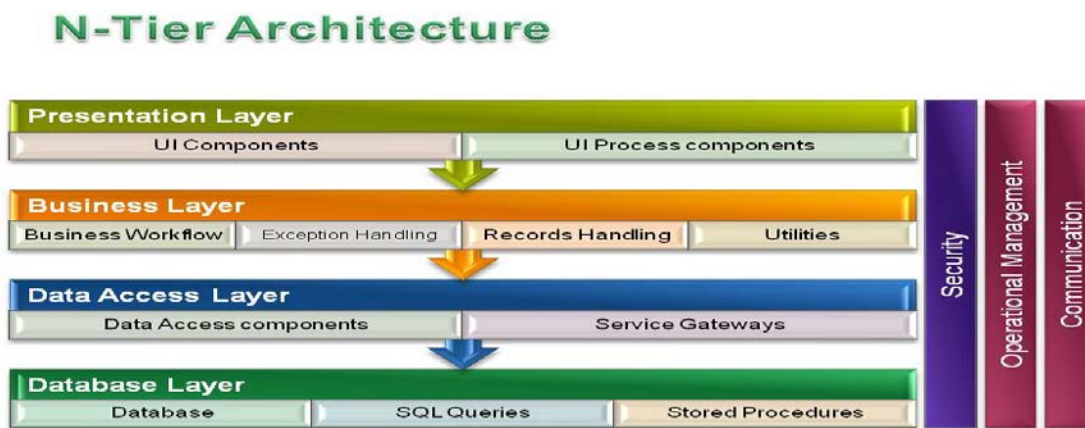 N-Tier Architecture
Presentation Layer
UI Components
UI Process components
Business Layer
Business Workflow
Exception Handling
Records Handling
Utilities
Data Access Layer
Data Access components
Service Gateways
Database Layer
Database
SQL Queries
Stored Procedures
Security
Operational Management
Communication